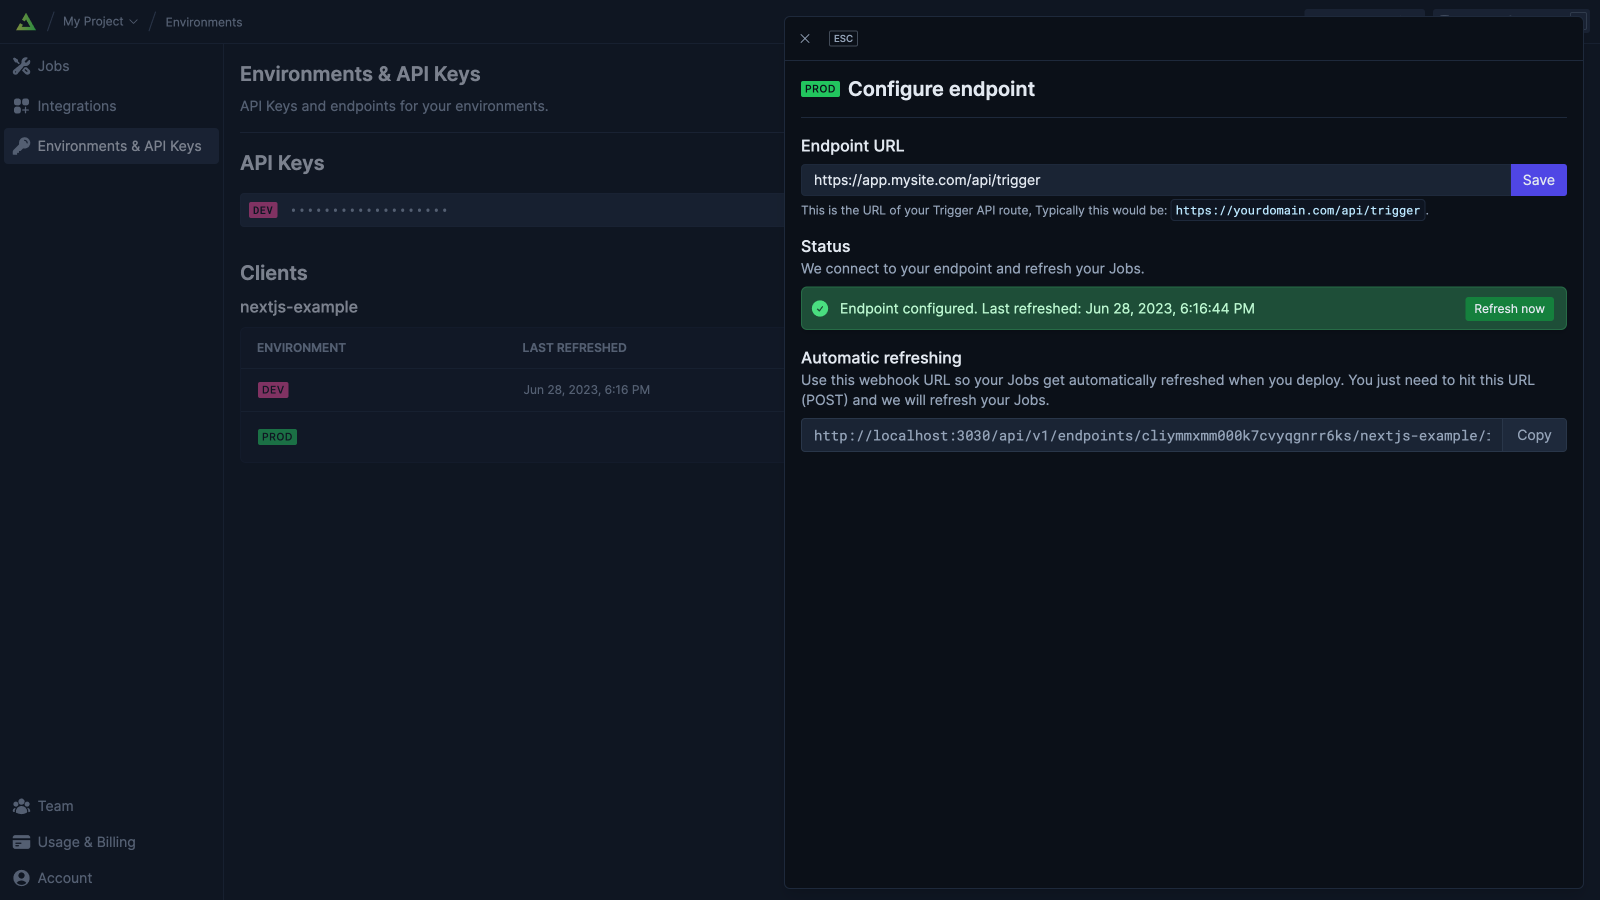 My Project
Environments
Jobs
Integrations
Environments & API Keys
Team
Usage & Billing
Account
Environments & API Keys
API Keys and endpoints for your environments.
API Keys
DEV ••••••••••••••••••••
Clients
nextjs-example
ENVIRONMENT LAST REFRESHED
DEV Jun 28, 2023, 6:16 PM
PROD
ESC
PROD Configure endpoint
Endpoint URL
https://app.mysite.com/api/trigger Save
This is the URL of your Trigger API route, Typically this would be: https://yourdomain.com/api/trigger.
Status
We connect to your endpoint and refresh your Jobs.
Endpoint configured. Last refreshed: Jun 28, 2023, 6:16:44 PM Refresh now
Automatic refreshing
Use this webhook URL so your Jobs get automatically refreshed when you deploy. You just need to hit this URL
(POST) and we will refresh your Jobs.
http://localhost:3030/api/v1/endpoints/cliymmxmm000k7cvyqgnrr6ks/nextjs-example/ Copy